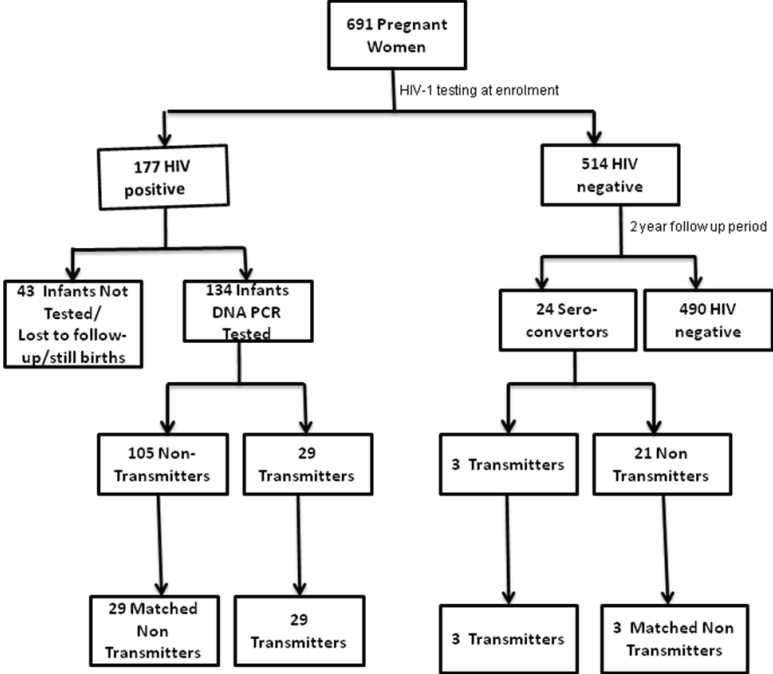 691 Pregnant
Women
HIV-1 testing at enrolment
177 HIV
positive
514 HIV
negative
2 year follow up period
43 Infants Not
Tested/
Lost to follow-
up/still births
134 Infants
DNA PCR
Tested
24 Sero-
convertors
490 HIV
negative
105 Non-
Transmitters
29
Transmitters
3 Transmitters
21 Non
Transmitters
29 Matched
Non
Transmitters
29
Transmitters
3 Transmitters
3 Matched Non
Transmitters